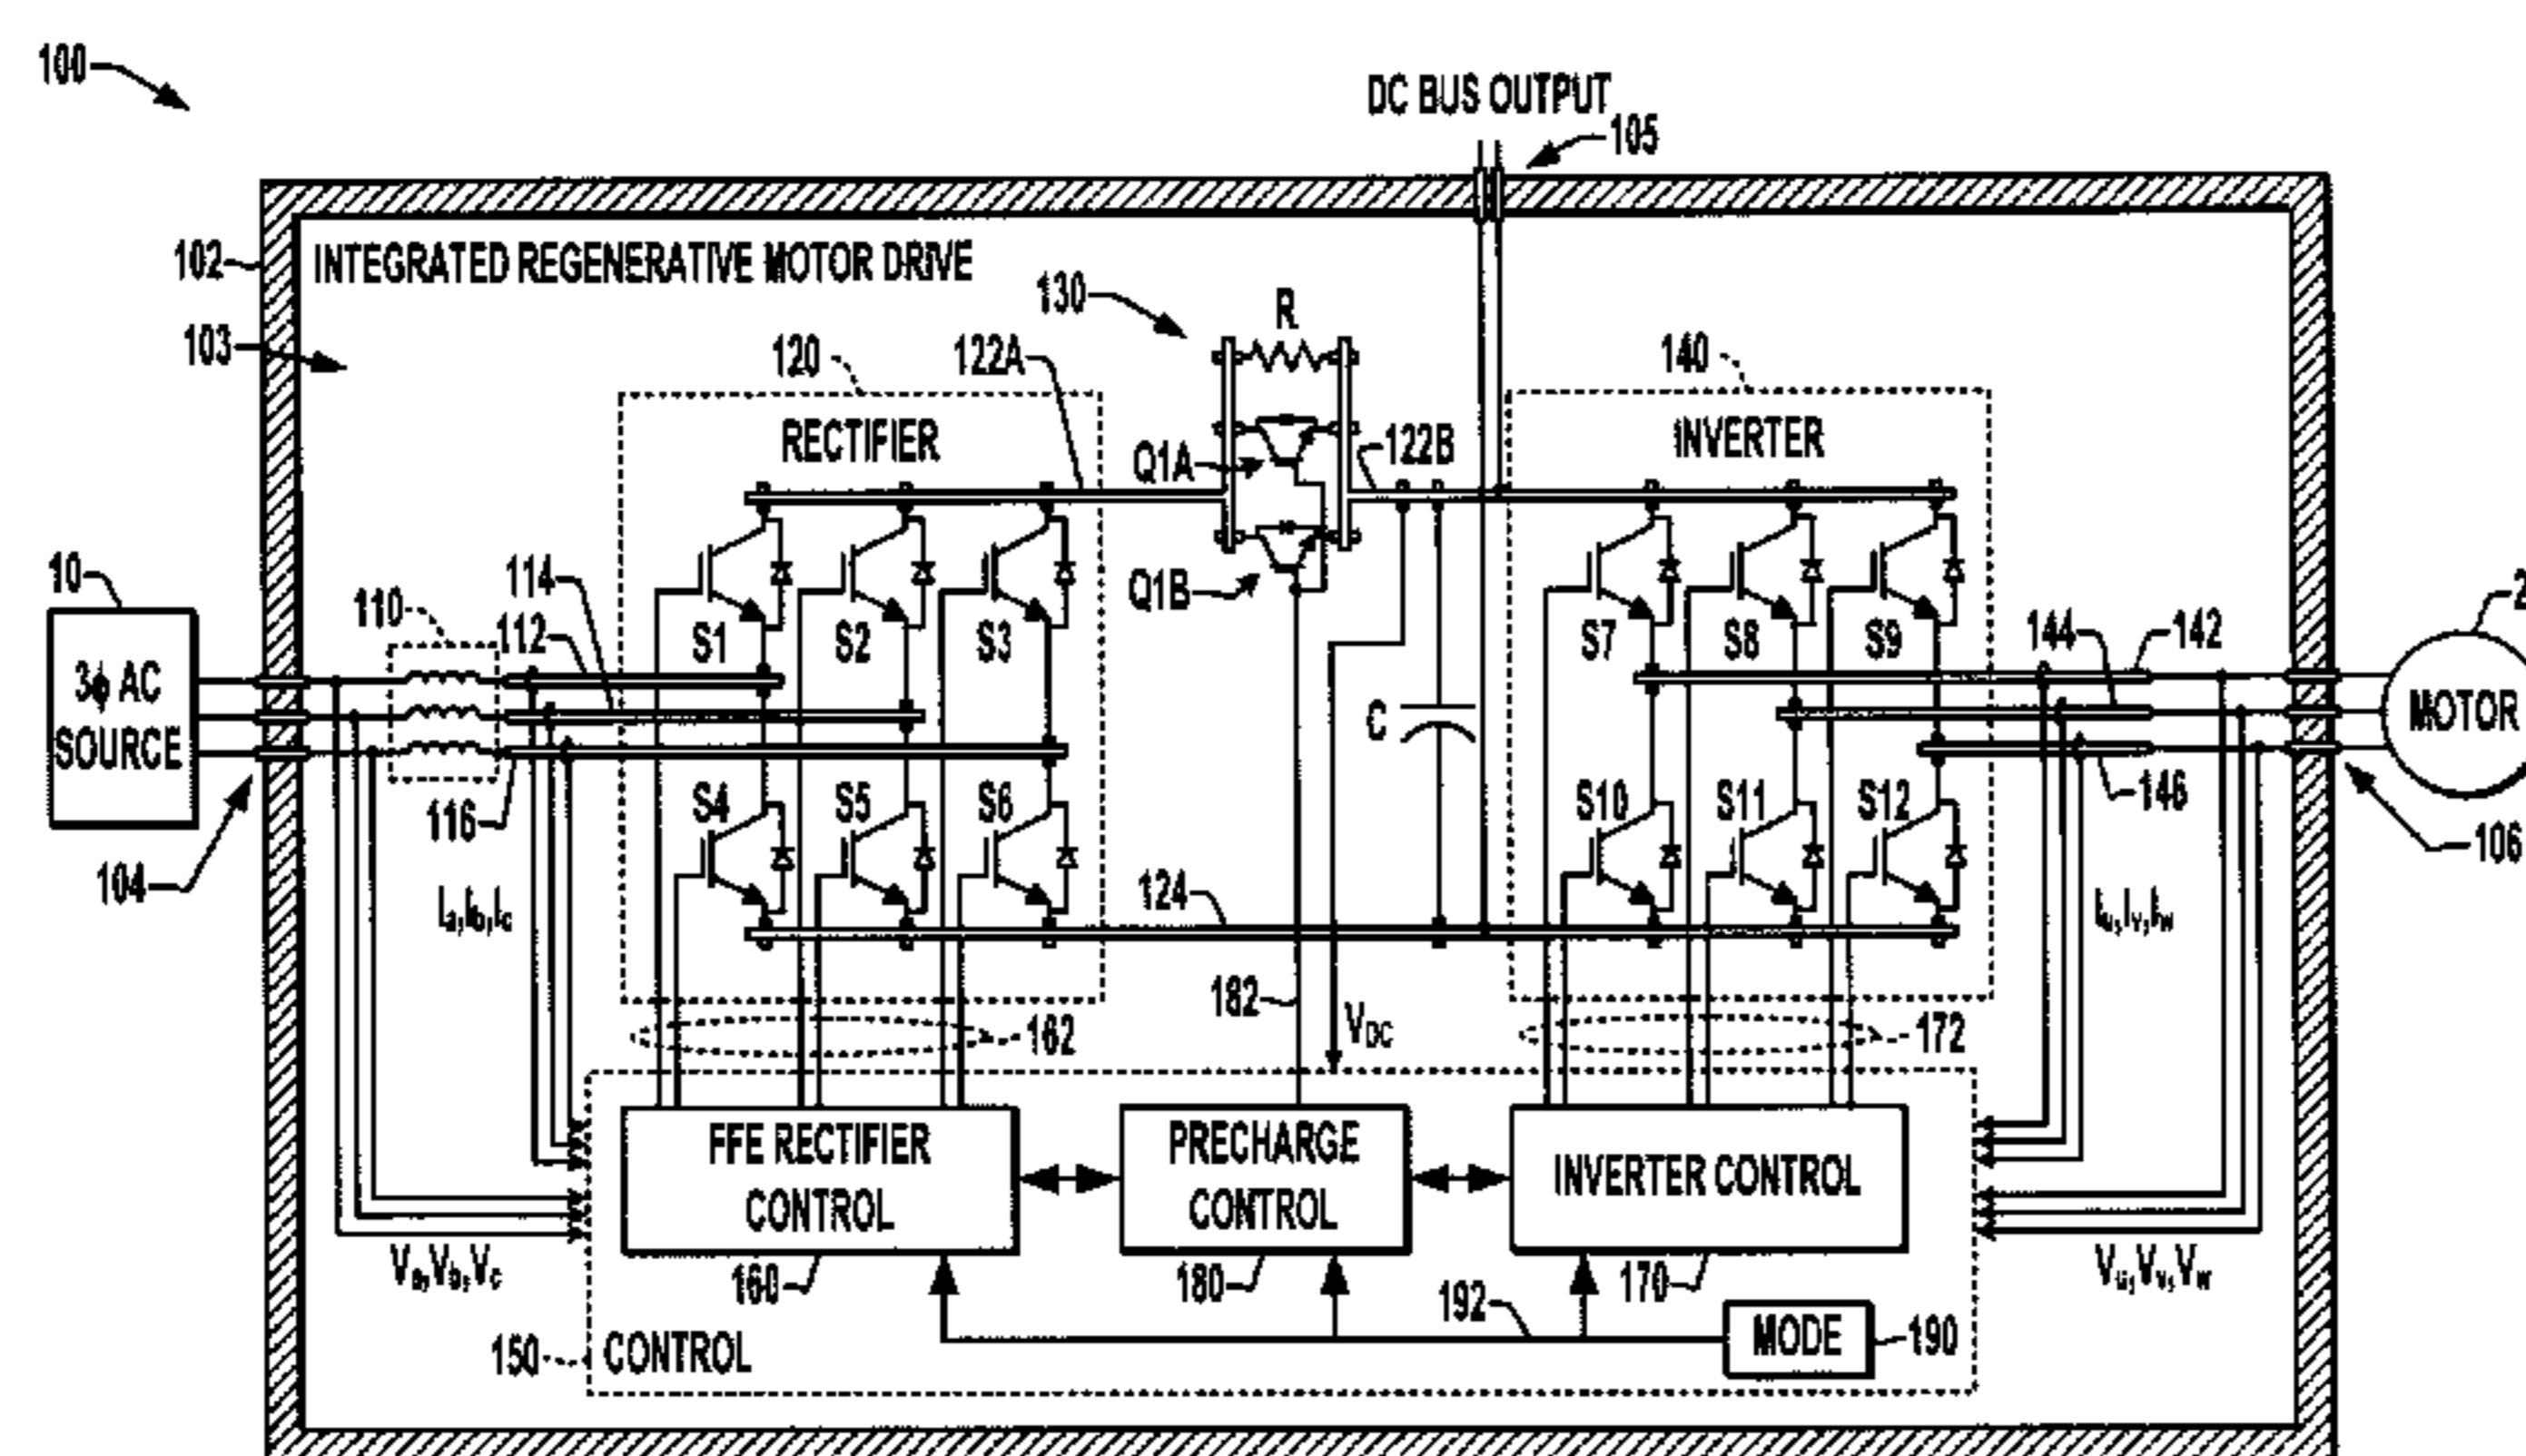 100
DC BUS OUTPUT
105
102
INTEGRATED REGENERATIVE MOTOR DRIVE
103
130
R
120
122A
140
RECTIFIER
INVERTER
Q1A
122B
10
114
110
112
Q1B
S1
S2
S3
S7
S8
S9
144
142
3ϕ AC
SOURCE
C
MOTOR
116
S4
S5
S6
S10
S11
S12
146
104
106
Ia,Ib,Ic
124
Iu,Iv,Iw
182
162
VDC
172
FFE RECTIFIER
CONTROL
PRECHARGE
CONTROL
INVERTER CONTROL
Va,Vb,Vc
160
180
170
Vu,Vv,Vw
192
150
CONTROL
MODE
190